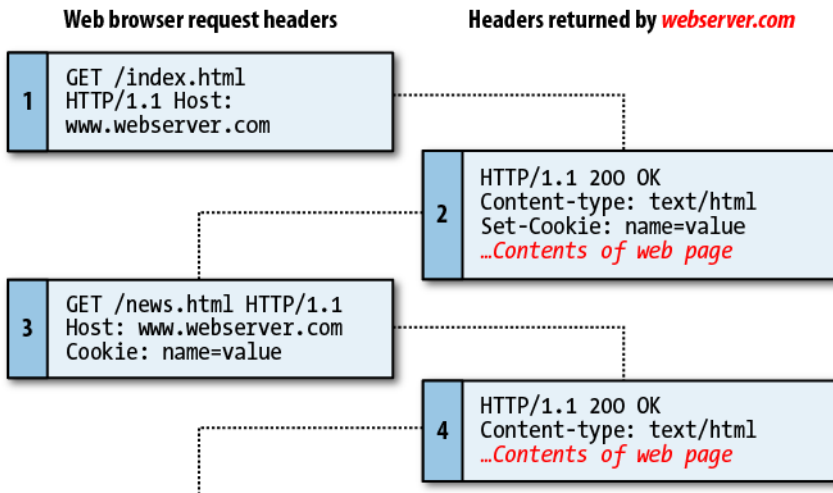 Web browser request headers
Headers returned by webserver.com
1
GET /index.html
HTTP/1.1 Host:
www.webserver.com
2
HTTP/1.1 200 OK
Content-type: text/html
Set-Cookie: name=value
…Contents of web page
3
GET /news.html HTTP/1.1
Host: www.webserver.com
Cookie: name=value
4
HTTP/1.1 200 OK
Content-type: text/html
…Contents of web page